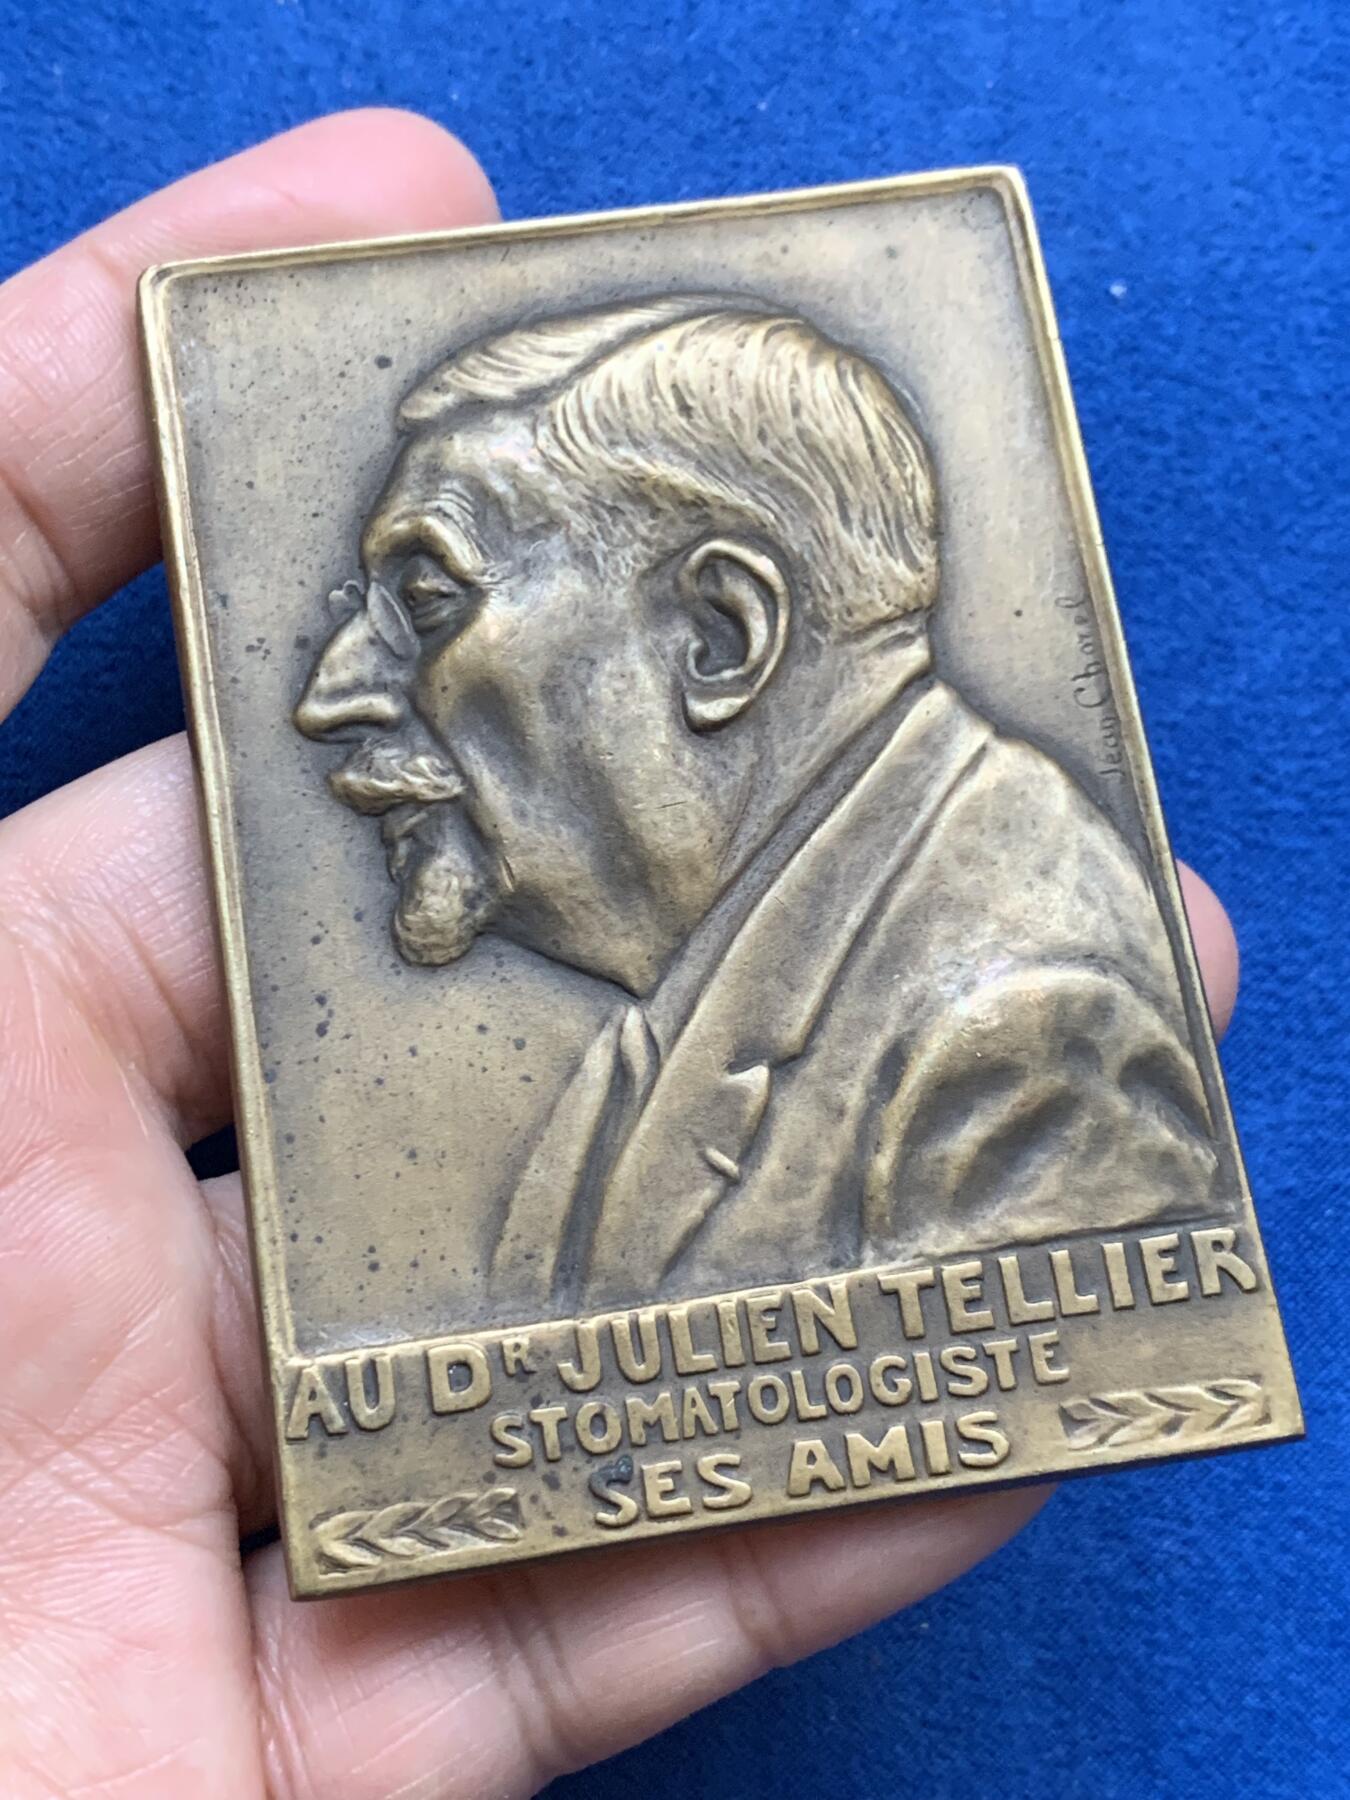 Jean Chorel
AU DR JULIEN TELLIER
STOMATOLOGISTE
SES AMIS